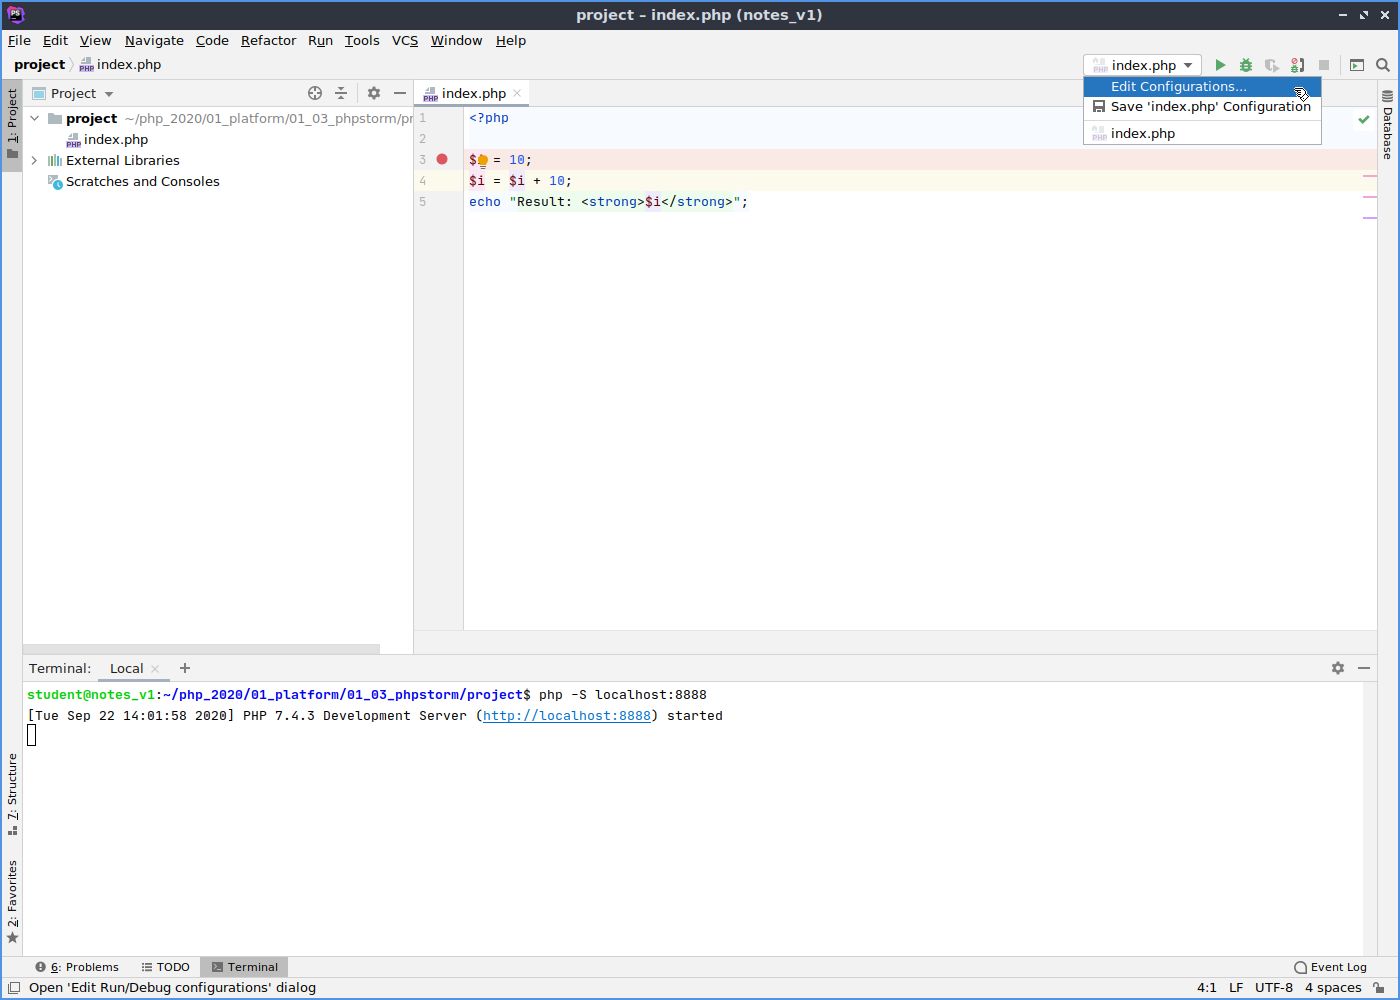 project – index.php (notes_v1)
File Edit View Navigate Code Refactor Run Tools VCS Window Help
project index.php
index.php
Edit Configurations...
Save 'index.php' Configuration
index.php
1: Project
Project
project ~/php_2020/01_platform/01_03_phpstorm/pr
index.php
External Libraries
Scratches and Consoles
index.php
1 <?php
2
3 $ = 10;
4 $i = $i + 10;
5 echo "Result: <strong>$i</strong>";
Database
Terminal: Local
student@notes_v1:~/php_2020/01_platform/01_03_phpstorm/project$ php -S localhost:8888
[Tue Sep 22 14:01:58 2020] PHP 7.4.3 Development Server (http://localhost:8888) started
7: Structure
2: Favorites
6: Problems TODO Terminal Event Log
Open 'Edit Run/Debug configurations' dialog 4:1 LF UTF-8 4 spaces